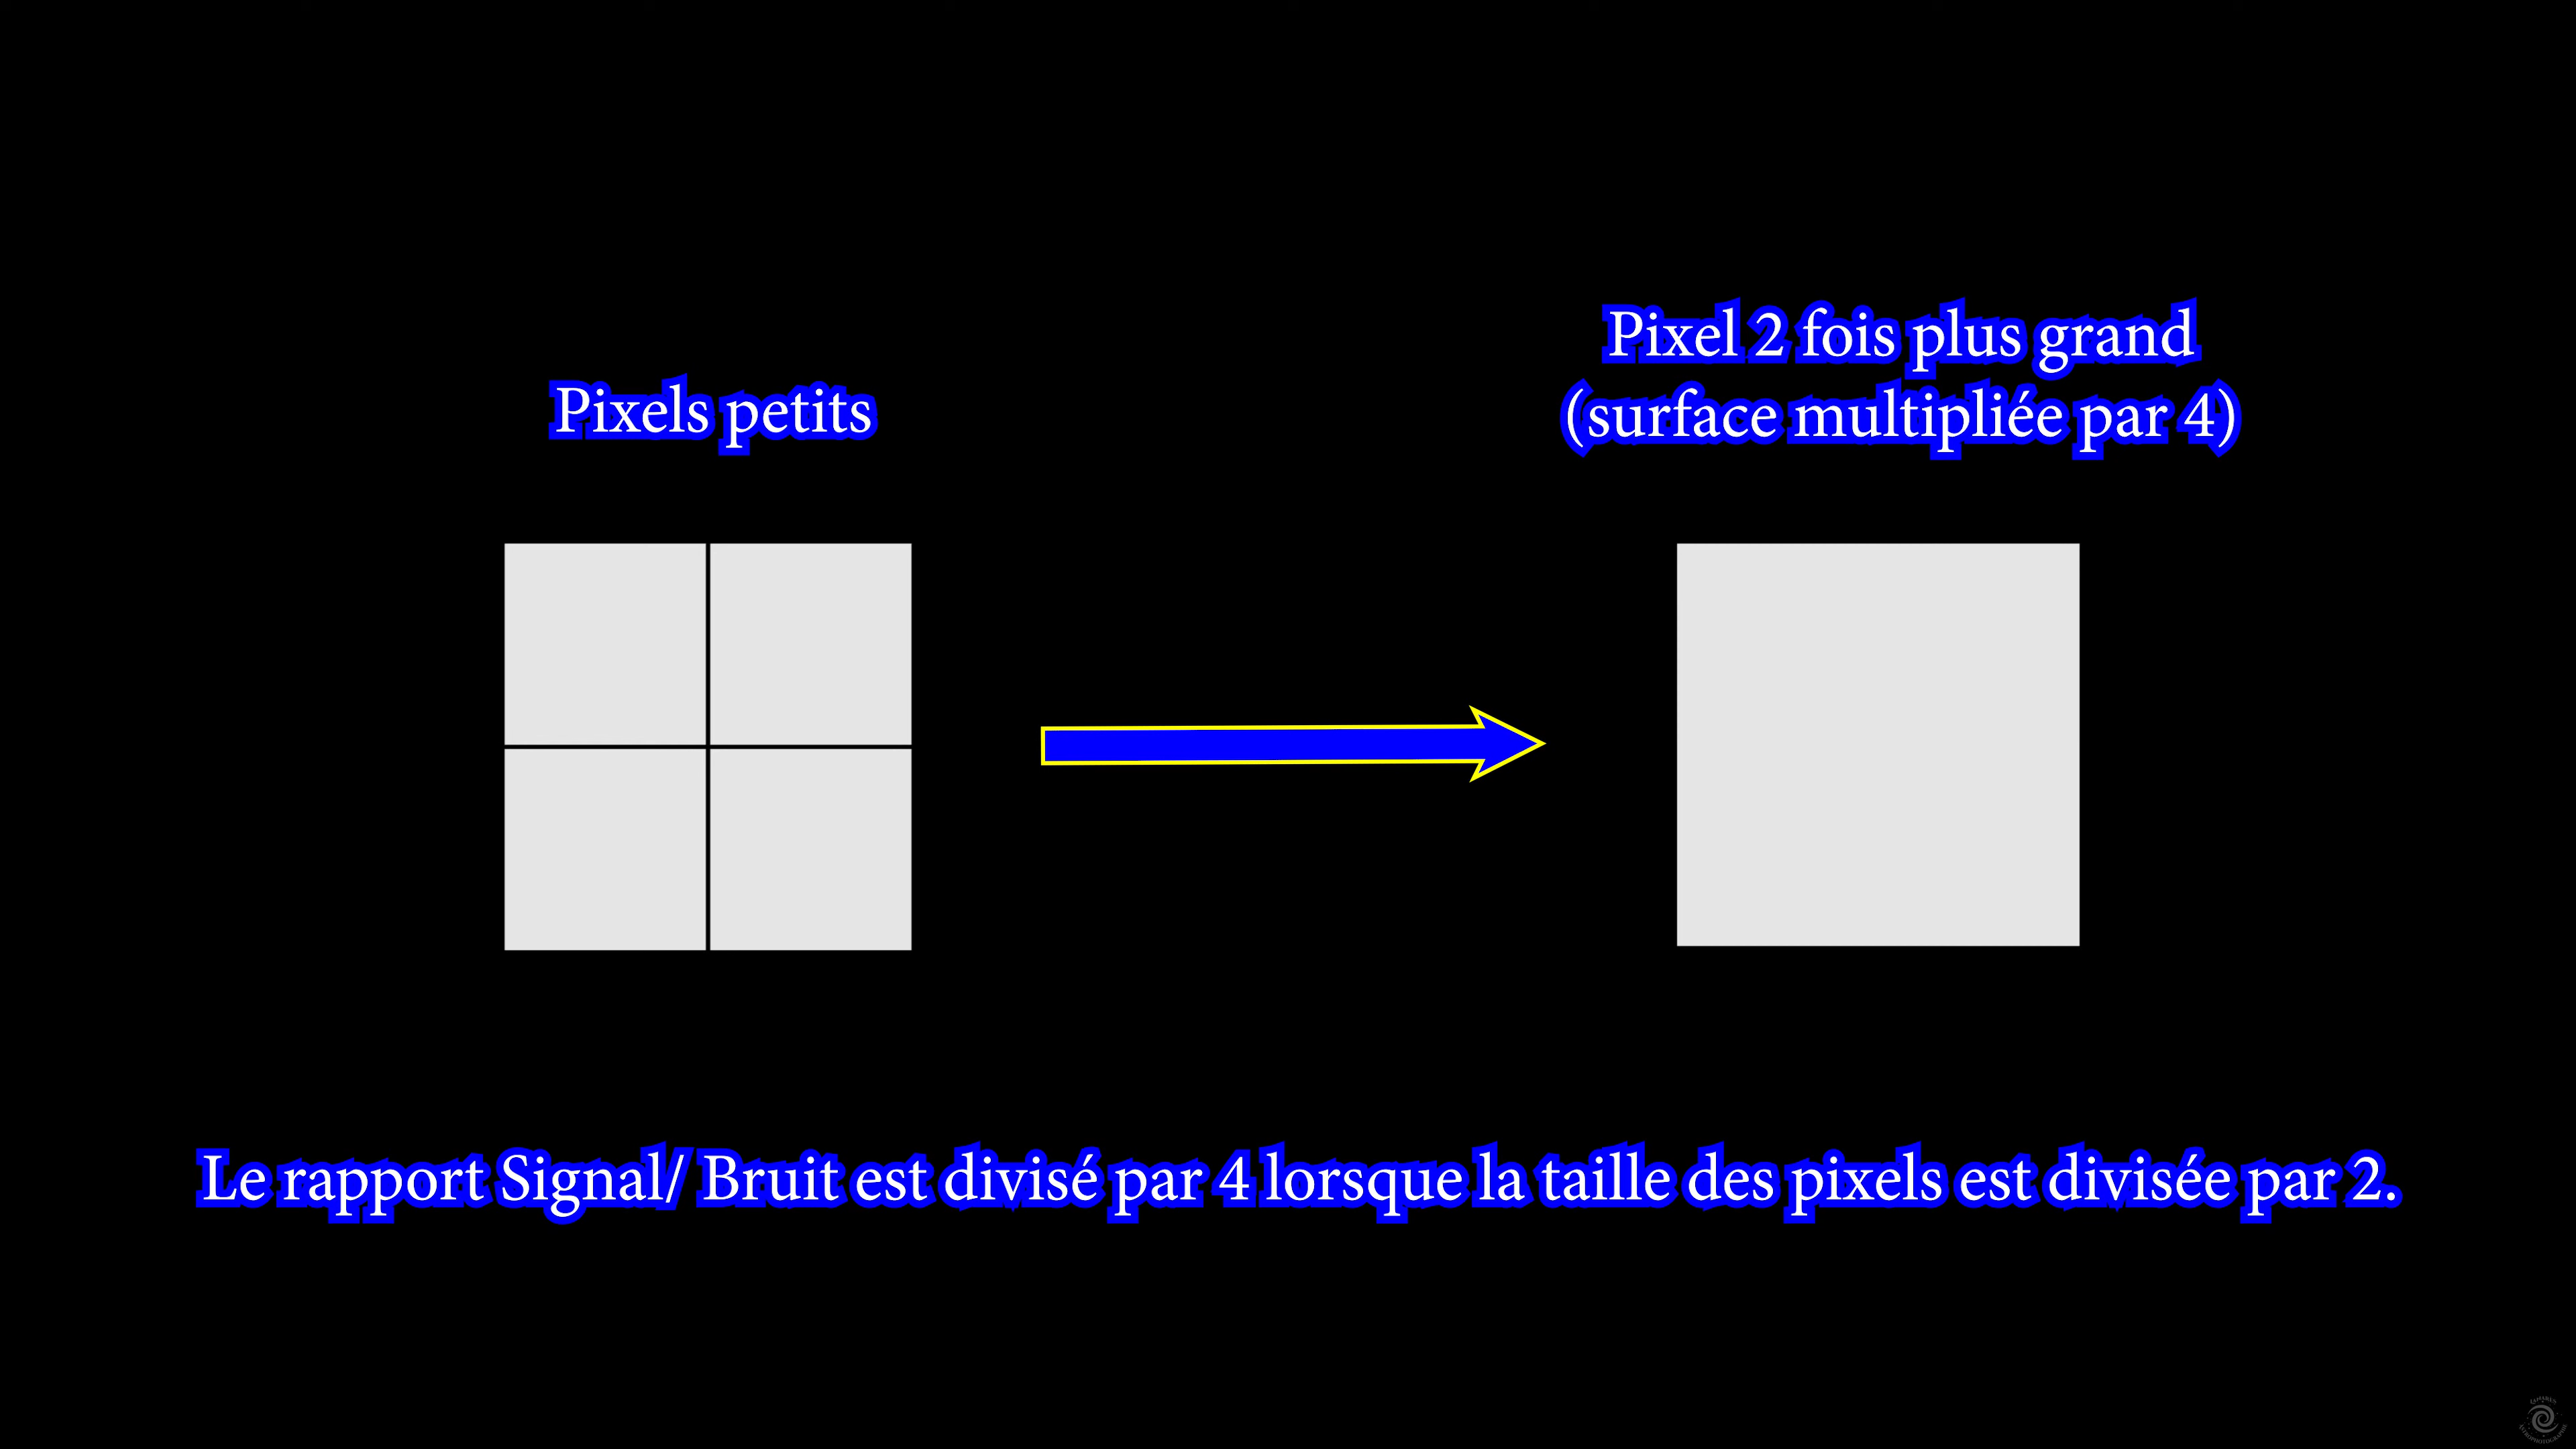 Pixels petits
Pixel 2 fois plus grand
(surface multipliée par 4)
Le rapport Signal/ Bruit est divisé par 4 lorsque la taille des pixels est divisée par 2.